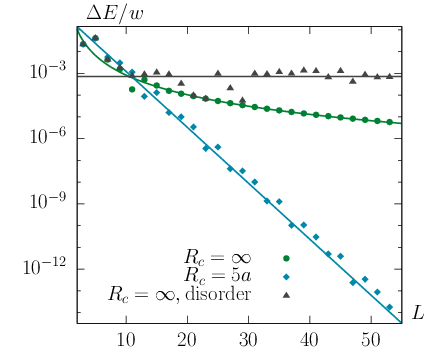 ΔE/w
10⁻³
10⁻⁶
10⁻⁹
10⁻¹²
R_c = ∞
R_c = 5a
R_c = ∞, disorder
L
10 20 30 40 50